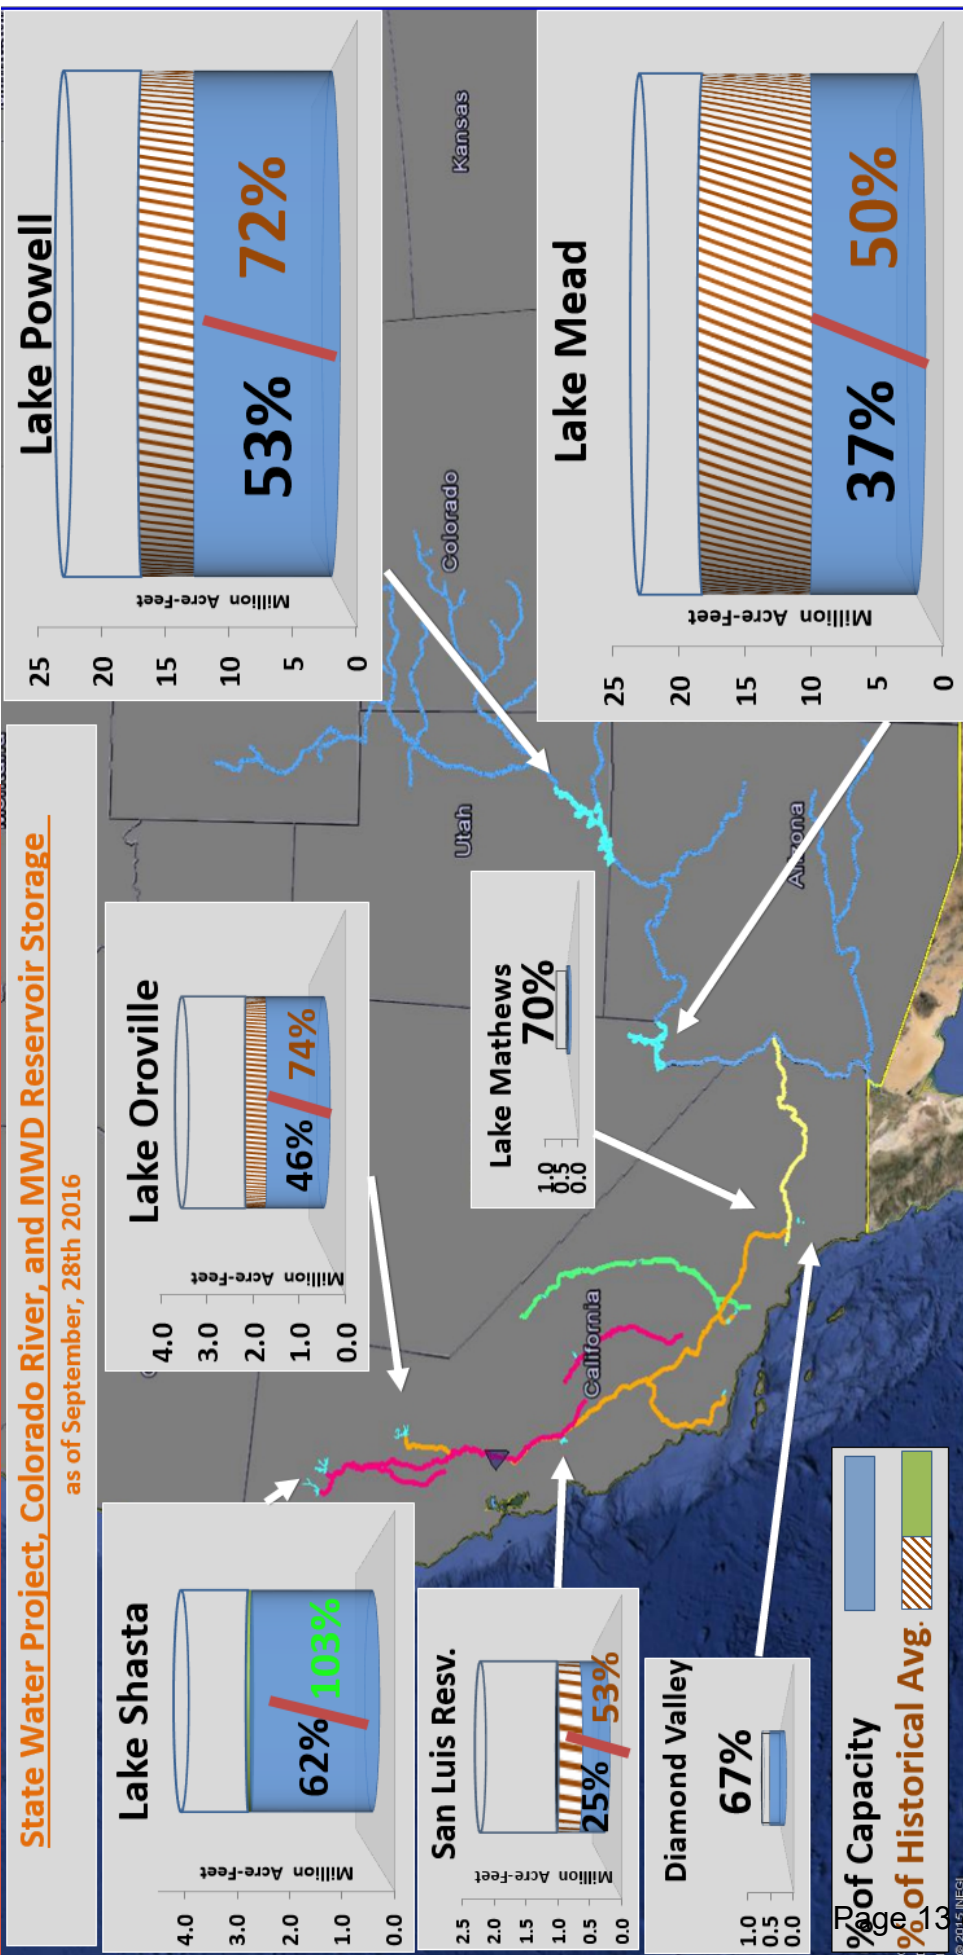 State Water Project, Colorado River, and MWD Reservoir Storage
as of September, 28th 2016
Lake Shasta
Million Acre-Feet
4.0
3.0
2.0
1.0
0.0
62%
103%
San Luis Resv.
Million Acre-Feet
2.5
2.0
1.5
1.0
0.5
0.0
25%
53%
Diamond Valley
1.0
0.5
0.0
67%
% of Capacity
% of Historical Avg.
Lake Oroville
Million Acre-Feet
4.0
3.0
2.0
1.0
0.0
46%
74%
Lake Mathews
1.0
0.5
0.0
70%
Lake Powell
Million Acre-Feet
25
20
15
10
5
0
53%
72%
Lake Mead
Million Acre-Feet
25
20
15
10
5
0
37%
50%
California
Utah
Arizona
Colorado
Kansas
Page 13
© 2015 INEGI